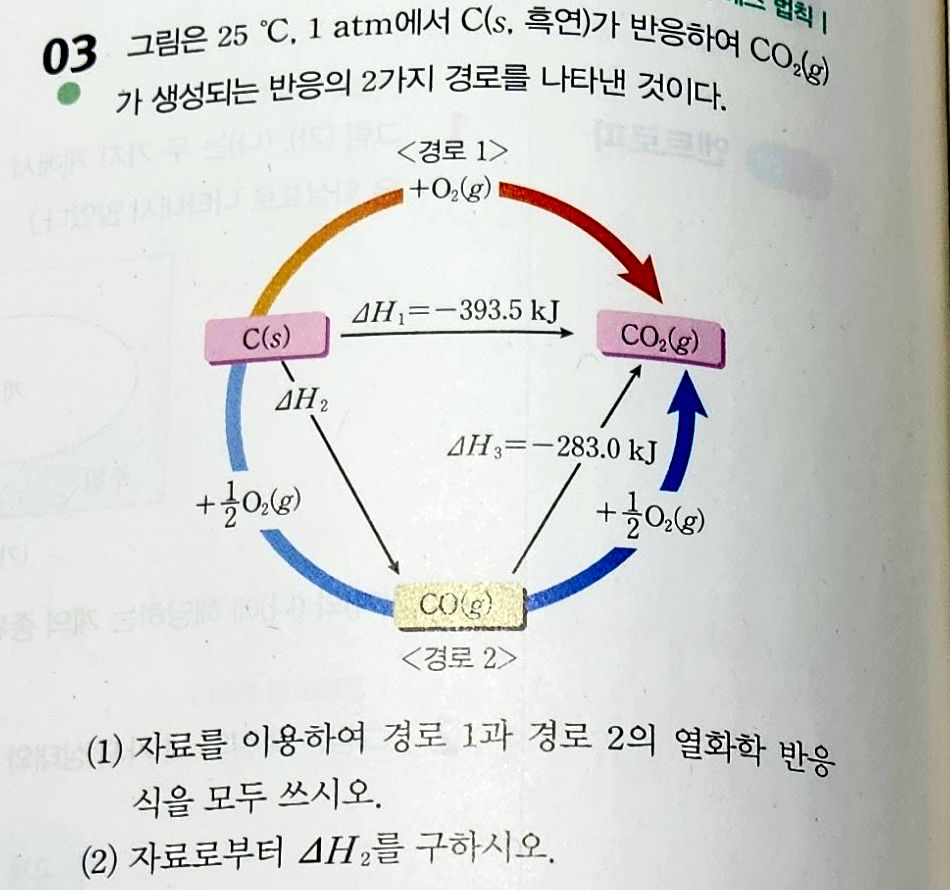 법칙 |
03 그림은 25 ℃, 1 atm에서 C(s, 흑연)가 반응하여 CO₂(g)
가 생성되는 반응의 2가지 경로를 나타낸 것이다.
<경로 1>
+O₂(g)
ΔH₁=−393.5 kJ
C(s)
CO₂(g)
ΔH₂
ΔH₃=−283.0 kJ
+½O₂(g)
+½O₂(g)
CO(g)
<경로 2>
(1) 자료를 이용하여 경로 1과 경로 2의 열화학 반응
식을 모두 쓰시오.
(2) 자료로부터 ΔH₂를 구하시오.